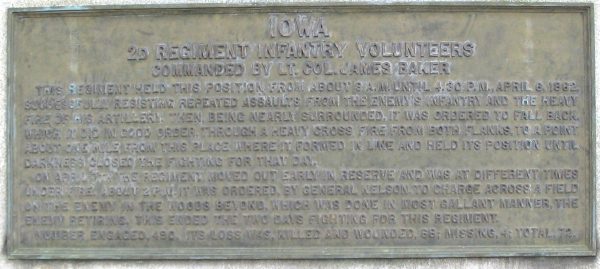 IOWA
2D REGIMENT INFANTRY VOLUNTEERS
COMMANDED BY LT. COL. JAMES BAKER
THIS REGIMENT HELD THIS POSITION FROM ABOUT 9 A.M. UNTIL 4:30 P.M., APRIL 6, 1862,
SUCCESSFULLY RESISTING REPEATED ASSAULTS FROM THE ENEMY'S INFANTRY AND THE HEAVY
FIRE OF HIS ARTILLERY. THEN, BEING NEARLY SURROUNDED, IT WAS ORDERED TO FALL BACK,
WHICH IT DID IN GOOD ORDER, THROUGH A HEAVY CROSS FIRE FROM BOTH FLANKS, TO A POINT
ABOUT ONE MILE FROM THIS PLACE, WHERE IT FORMED IN LINE AND HELD ITS POSITION UNTIL
DARKNESS CLOSED THE FIGHTING FOR THAT DAY.
ON APRIL THE REGIMENT MOVED OUT EARLY IN RESERVE AND WAS AT DIFFERENT TIMES
UNDER FIRE. ABOUT 2 P.M. IT WAS ORDERED BY GENERAL NELSON TO CHARGE ACROSS A FIELD
ON THE ENEMY IN THE WOODS BEYOND, WHICH WAS DONE IN MOST GALLANT MANNER, THE
ENEMY RETIRING. THIS ENDED THE TWO DAYS FIGHTING FOR THIS REGIMENT.
NUMBER ENGAGED, 490. ITS LOSS WAS, KILLED AND WOUNDED, 68; MISSING, 4; TOTAL, 72.